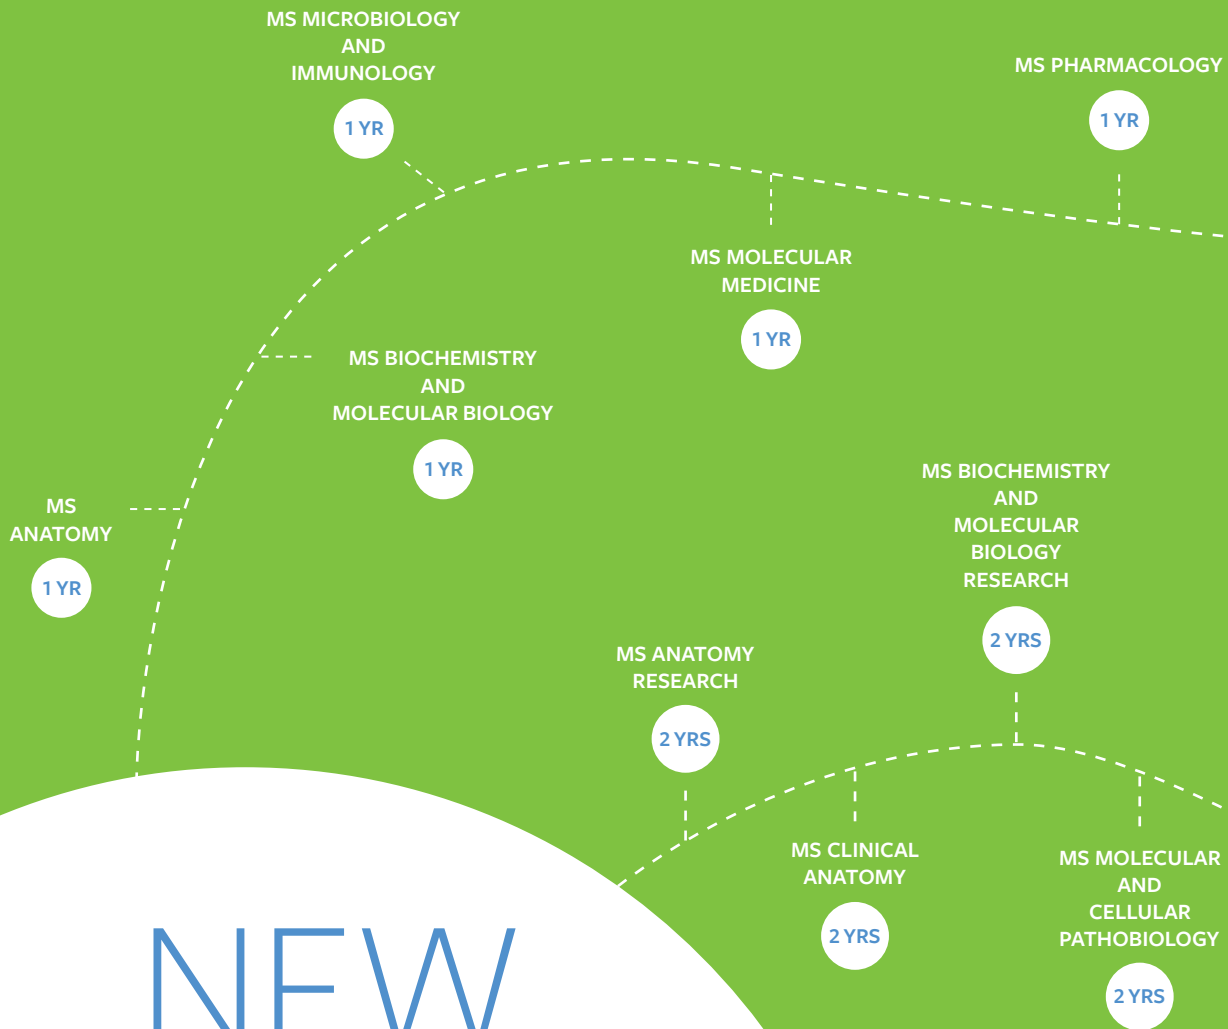 MS MICROBIOLOGY
AND
IMMUNOLOGY
1 YR
MS PHARMACOLOGY
1 YR
MS MOLECULAR
MEDICINE
1 YR
MS BIOCHEMISTRY
AND
MOLECULAR BIOLOGY
1 YR
MS
ANATOMY
1 YR
MS BIOCHEMISTRY
AND
MOLECULAR
BIOLOGY
RESEARCH
2 YRS
MS ANATOMY
RESEARCH
2 YRS
MS CLINICAL
ANATOMY
2 YRS
MS MOLECULAR
AND
CELLULAR
PATHOBIOLOGY
2 YRS
NEW